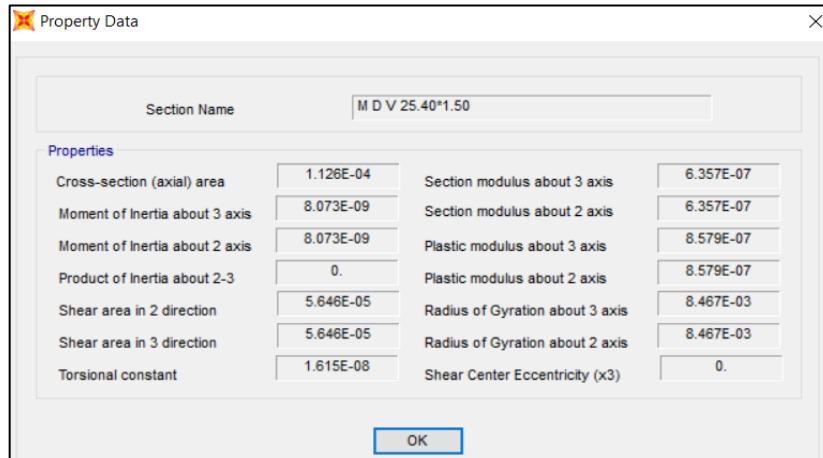 Property Data
Section Name M D V 25.40*1.50
Properties
Cross-section (axial) area 1.126E-04 Section modulus about 3 axis 6.357E-07
Moment of Inertia about 3 axis 8.073E-09 Section modulus about 2 axis 6.357E-07
Moment of Inertia about 2 axis 8.073E-09 Plastic modulus about 3 axis 8.579E-07
Product of Inertia about 2-3 0. Plastic modulus about 2 axis 8.579E-07
Shear area in 2 direction 5.646E-05 Radius of Gyration about 3 axis 8.467E-03
Shear area in 3 direction 5.646E-05 Radius of Gyration about 2 axis 8.467E-03
Torsional constant 1.615E-08 Shear Center Eccentricity (x3) 0.
OK